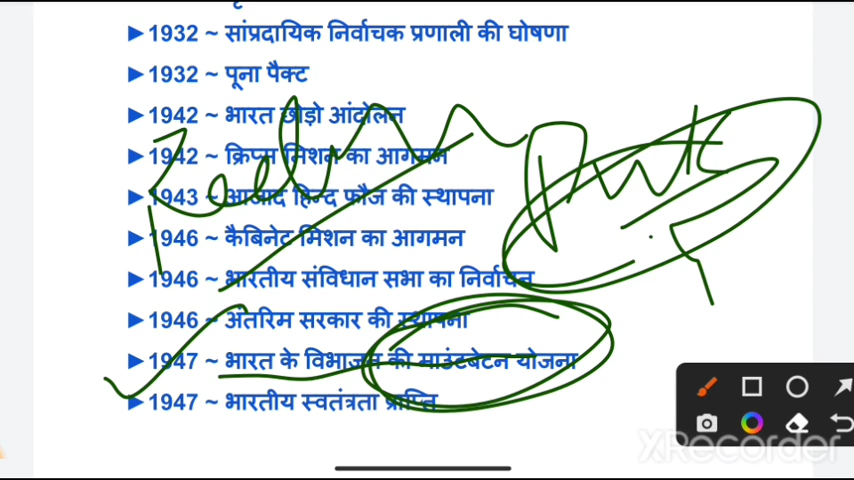 ►1932 ~ सांप्रदायिक निर्वाचक प्रणाली की घोषणा
►1932 ~ पूना पैक्ट
►1942 ~ भारत छोड़ो आंदोलन
►1942 ~ क्रिप्स मिशन का आगमन
►1943 ~ आजाद हिन्द फौज की स्थापना
►1946 ~ कैबिनेट मिशन का आगमन
►1946 ~ भारतीय संविधान सभा का निर्वाचन
►1946 ~ अंतरिम सरकार की स्थापना
►1947 ~ भारत के विभाजन की माउंटबेटन योजना
►1947 ~ भारतीय स्वतंत्रता प्राप्ति
XRecorder